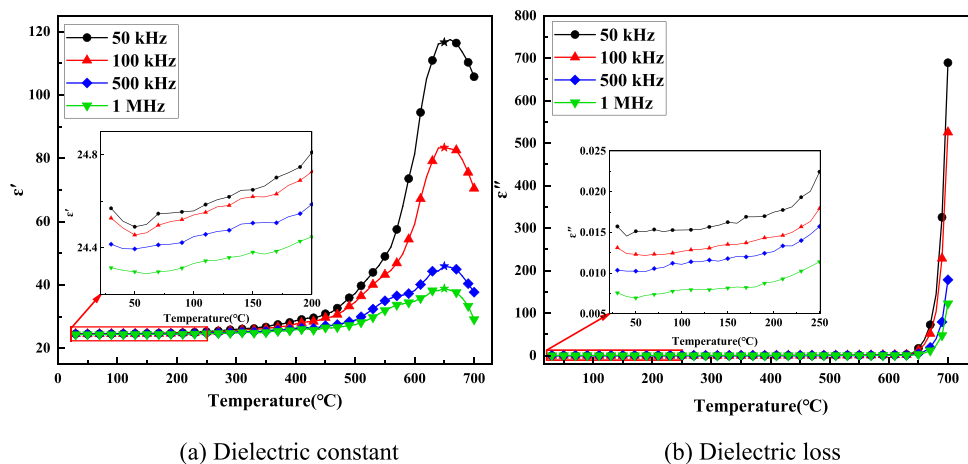 120
100
80
60
40
20
ε′
50 kHz
100 kHz
500 kHz
1 MHz
24.8
24.4
ε′
0 50 100 150 200
Temperature(℃)
0 100 200 300 400 500 600 700
Temperature(℃)
(a) Dielectric constant
800
700
600
500
400
300
200
100
0
ε″
50 kHz
100 kHz
500 kHz
1 MHz
0.025
0.020
0.015
0.010
0.005
ε″
50 100 150 200 250
Temperature(℃)
100 200 300 400 500 600 700
Temperature(℃)
(b) Dielectric loss